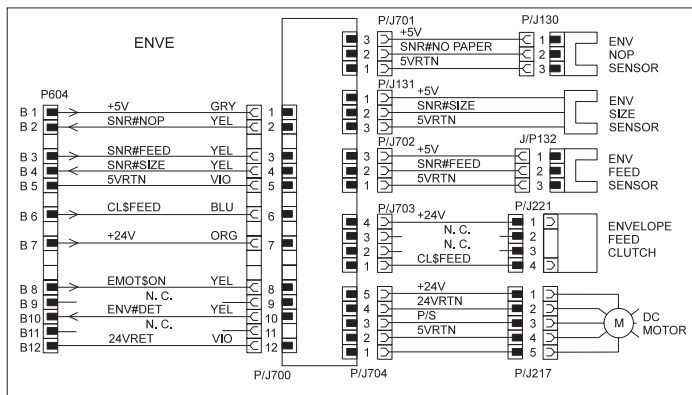 ENVE
P604
B 1 +5V GRY 1
B 2 SNR#NOP YEL 2
B 3 SNR#FEED YEL 3
B 4 SNR#SIZE YEL 4
B 5 5VRTN VIO 5
B 6 CL$FEED BLU 6
B 7 +24V ORG 7
B 8 EMOT$ON YEL 8
B 9 N. C. 9
B10 ENV#DET YEL 10
B11 N. C. 11
B12 24VRET VIO 12
P/J700
P/J701 P/J130
3 +5V 1 ENV
2 SNR#NO PAPER 2 NOP
1 5VRTN 3 SENSOR
P/J131
1 +5V ENV
2 SNR#SIZE SIZE
3 5VRTN SENSOR
P/J702 J/P132
3 +5V 1 ENV
2 SNR#FEED 2 FEED
1 5VRTN 3 SENSOR
P/J703 P/J221
4 +24V 1 ENVELOPE
3 N. C. 2 FEED
2 N. C. 3 CLUTCH
1 CL$FEED 4
5 +24V 1
4 24VRTN 2 DC
3 P/S 3 M MOTOR
2 5VRTN 4
1 5
P/J704 P/J217